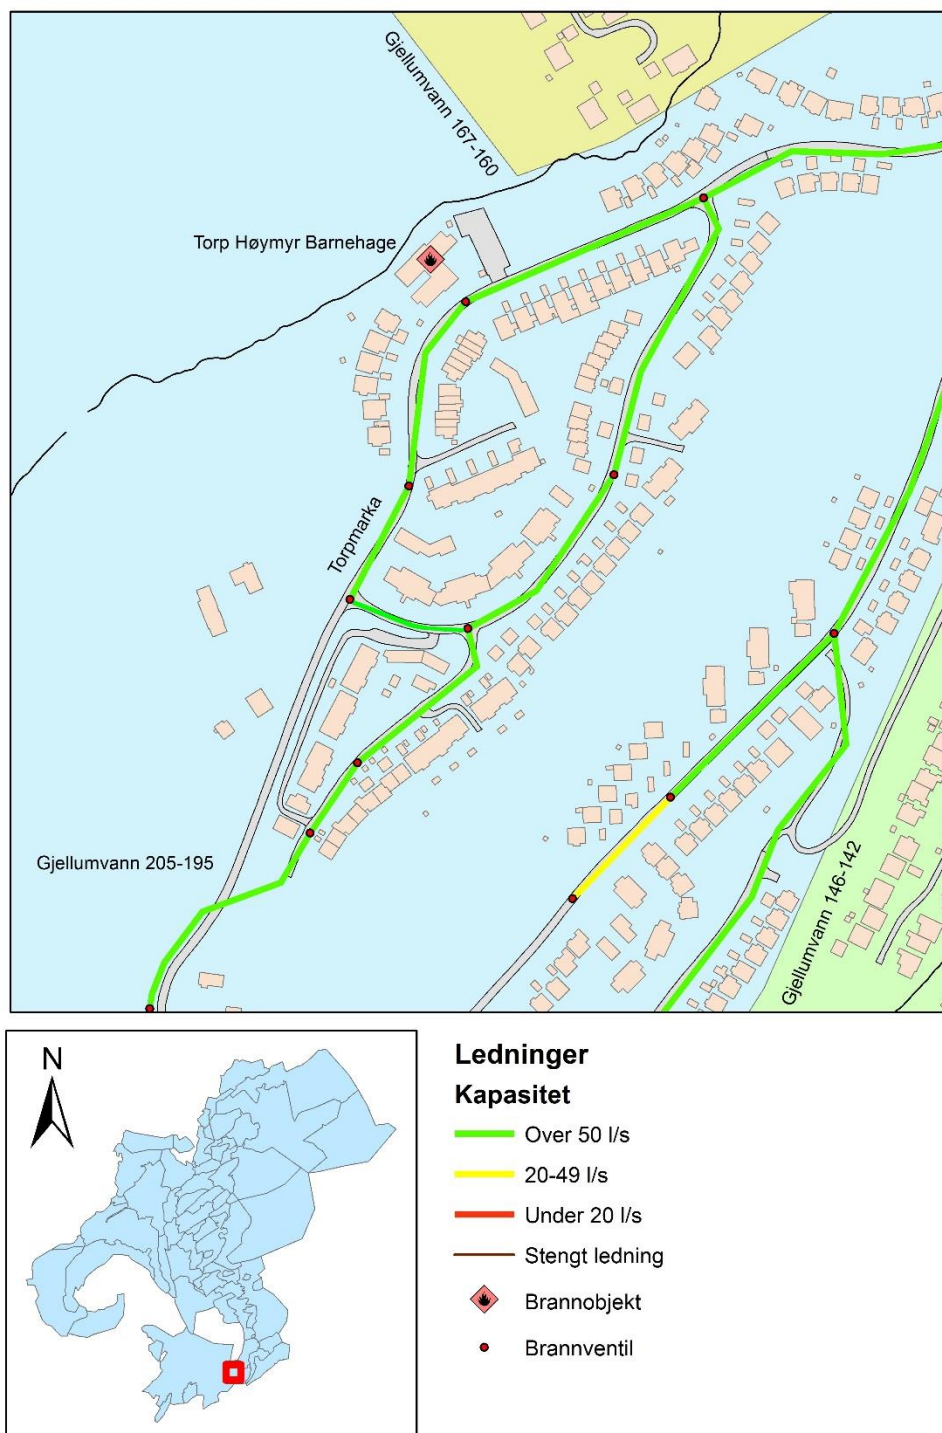 Gjellumvann 167-160
Torp Høymyr Barnehage
Torpmarka
Gjellumvann 205-195
Gjellumvann 146-142
N
Ledninger
Kapasitet
Over 50 l/s
20-49 l/s
Under 20 l/s
Stengt ledning
Brannobjekt
Brannventil